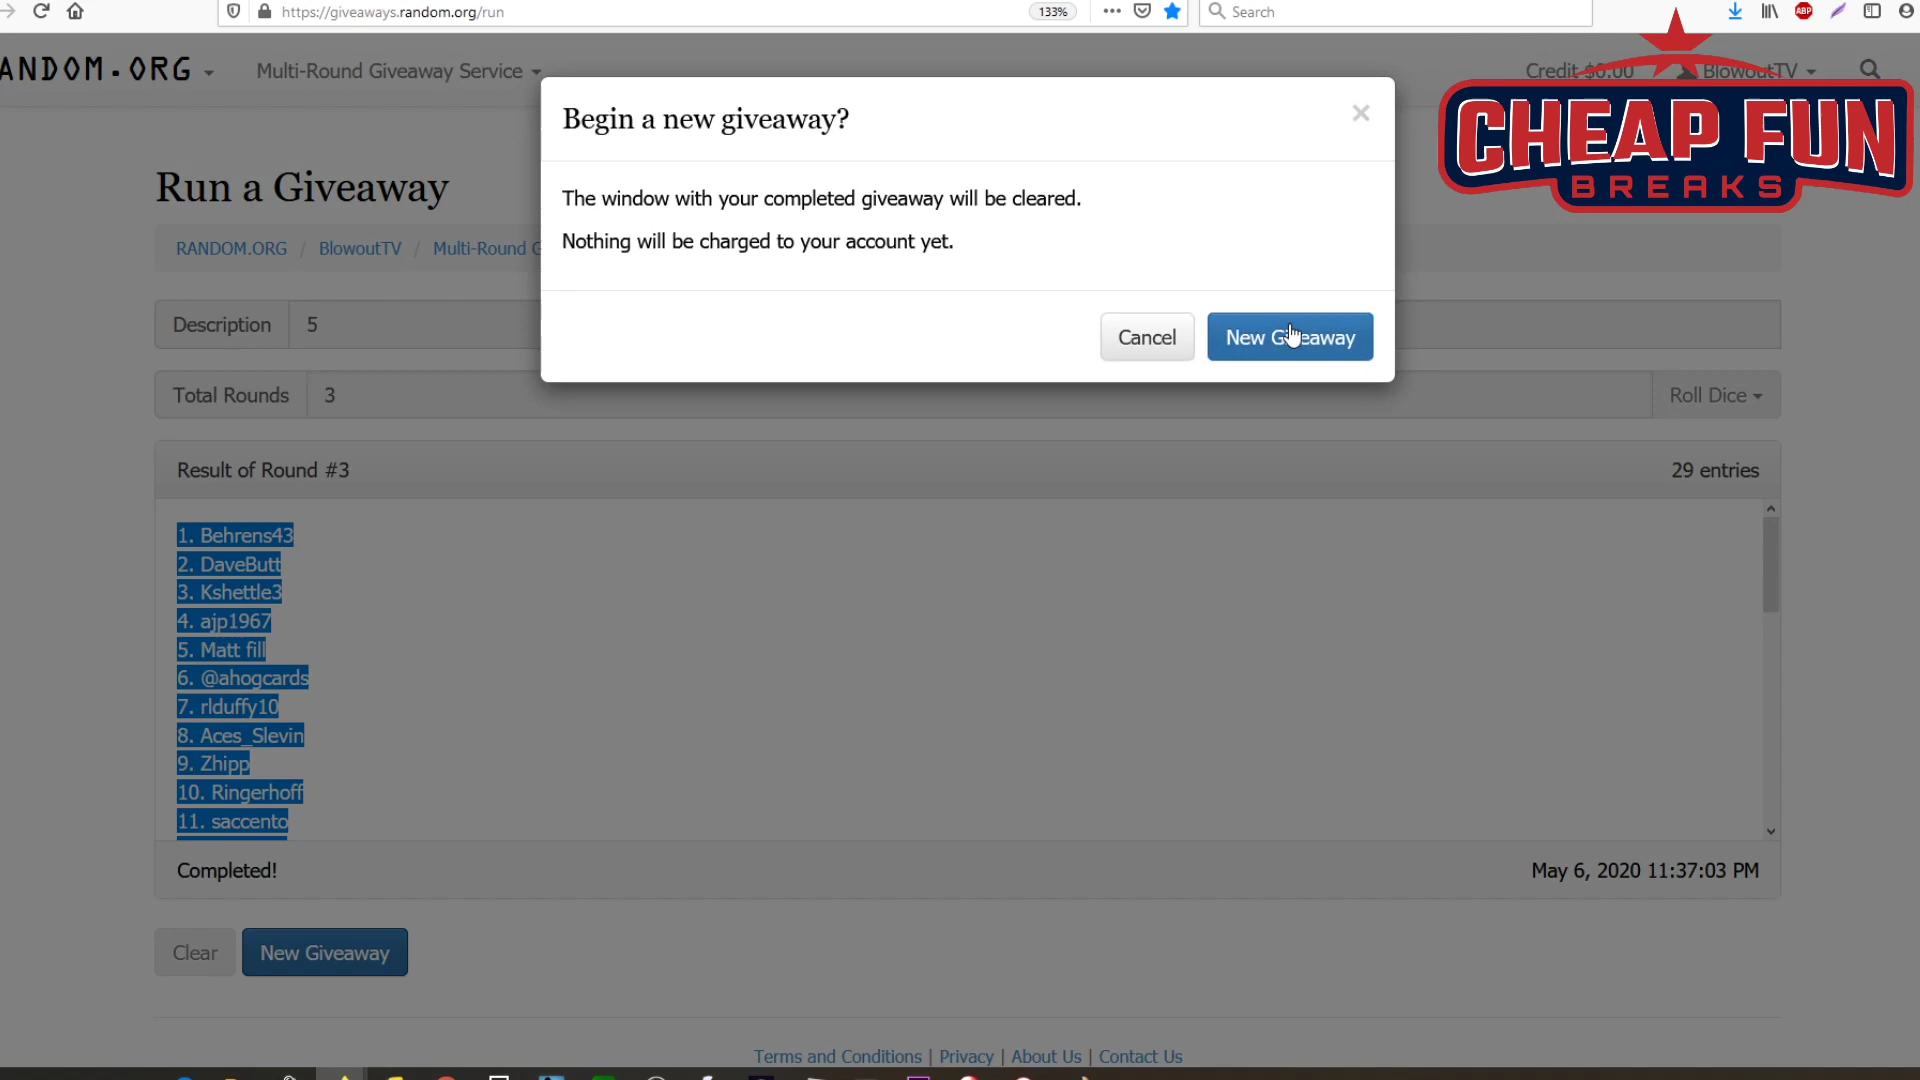 https://giveaways.random.org/run
133%
Search
ABP
ANDOM.ORG
Multi-Round Giveaway Service
Credit $0.00
BlowoutTV
CHEAP FUN
BREAKS
Begin a new giveaway?
The window with your completed giveaway will be cleared.
Nothing will be charged to your account yet.
Cancel
New Giveaway
Run a Giveaway
RANDOM.ORG / BlowoutTV / Multi-Round G
Description 5
Total Rounds 3
Roll Dice
Result of Round #3
29 entries
1. Behrens43
2. DaveButt
3. Kshettle3
4. ajp1967
5. Matt fill
6. @ahogcards
7. rlduffy10
8. Aces_Slevin
9. Zhipp
10. Ringerhoff
11. saccento
Completed!
May 6, 2020 11:37:03 PM
Clear
New Giveaway
Terms and Conditions | Privacy | About Us | Contact Us